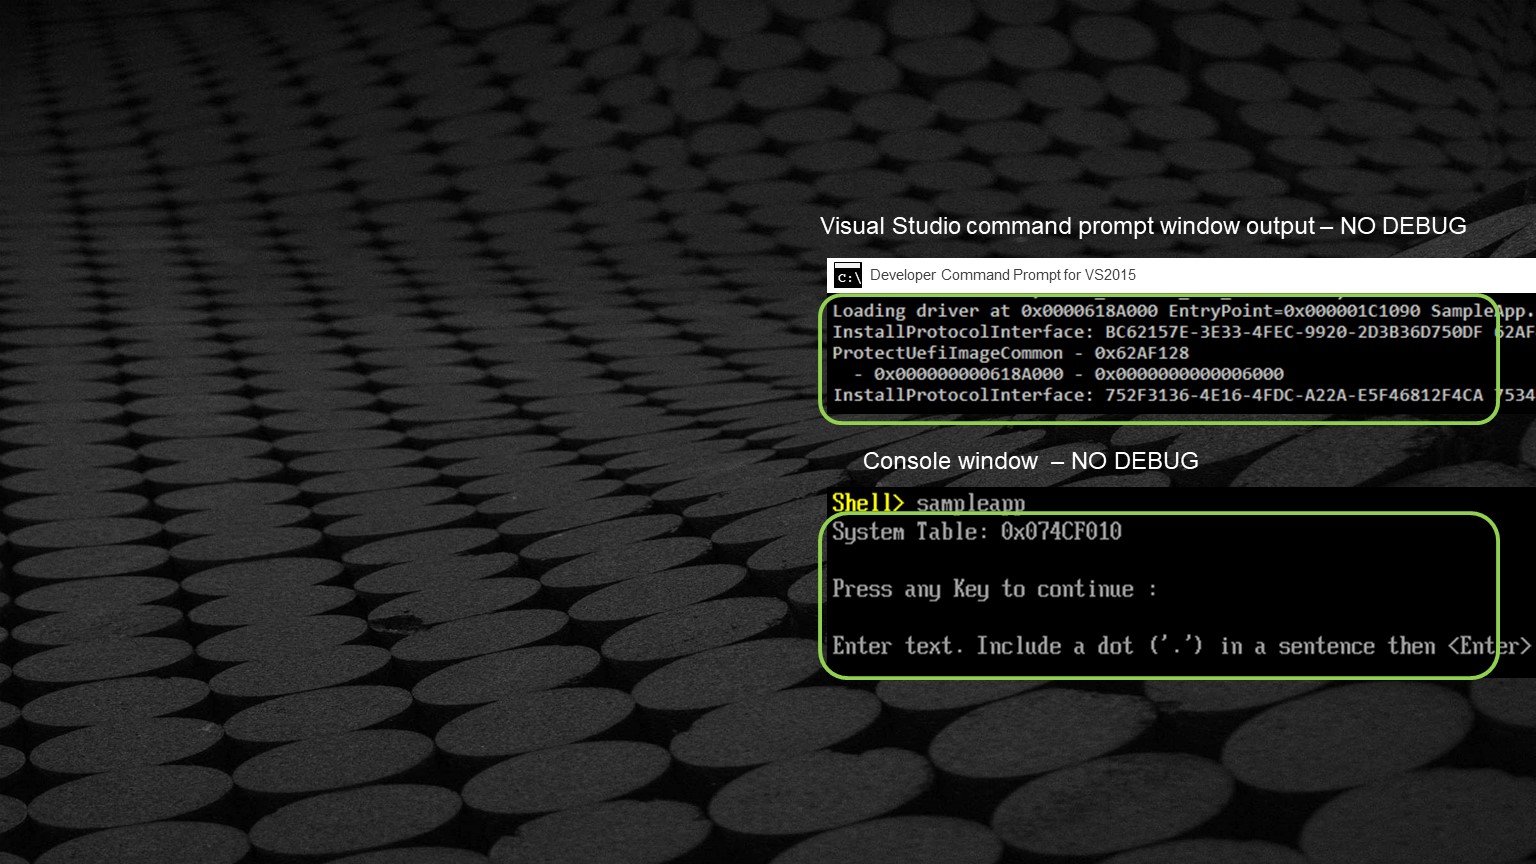 Visual Studio command prompt window output – NO DEBUG
C:\ Developer Command Prompt for VS2015
Loading driver at 0x0000618A000 EntryPoint=0x000001C1090 SampleApp.
InstallProtocolInterface: BC62157E-3E33-4FEC-9920-2D3B36D750DF 62AF
ProtectUefiImageCommon - 0x62AF128
- 0x000000000618A000 - 0x0000000000006000
InstallProtocolInterface: 752F3136-4E16-4FDC-A22A-E5F46812F4CA 7534
Console window – NO DEBUG
Shell> sampleapp
System Table: 0x074CF010
Press any Key to continue :
Enter text. Include a dot ('.') in a sentence then <Enter>